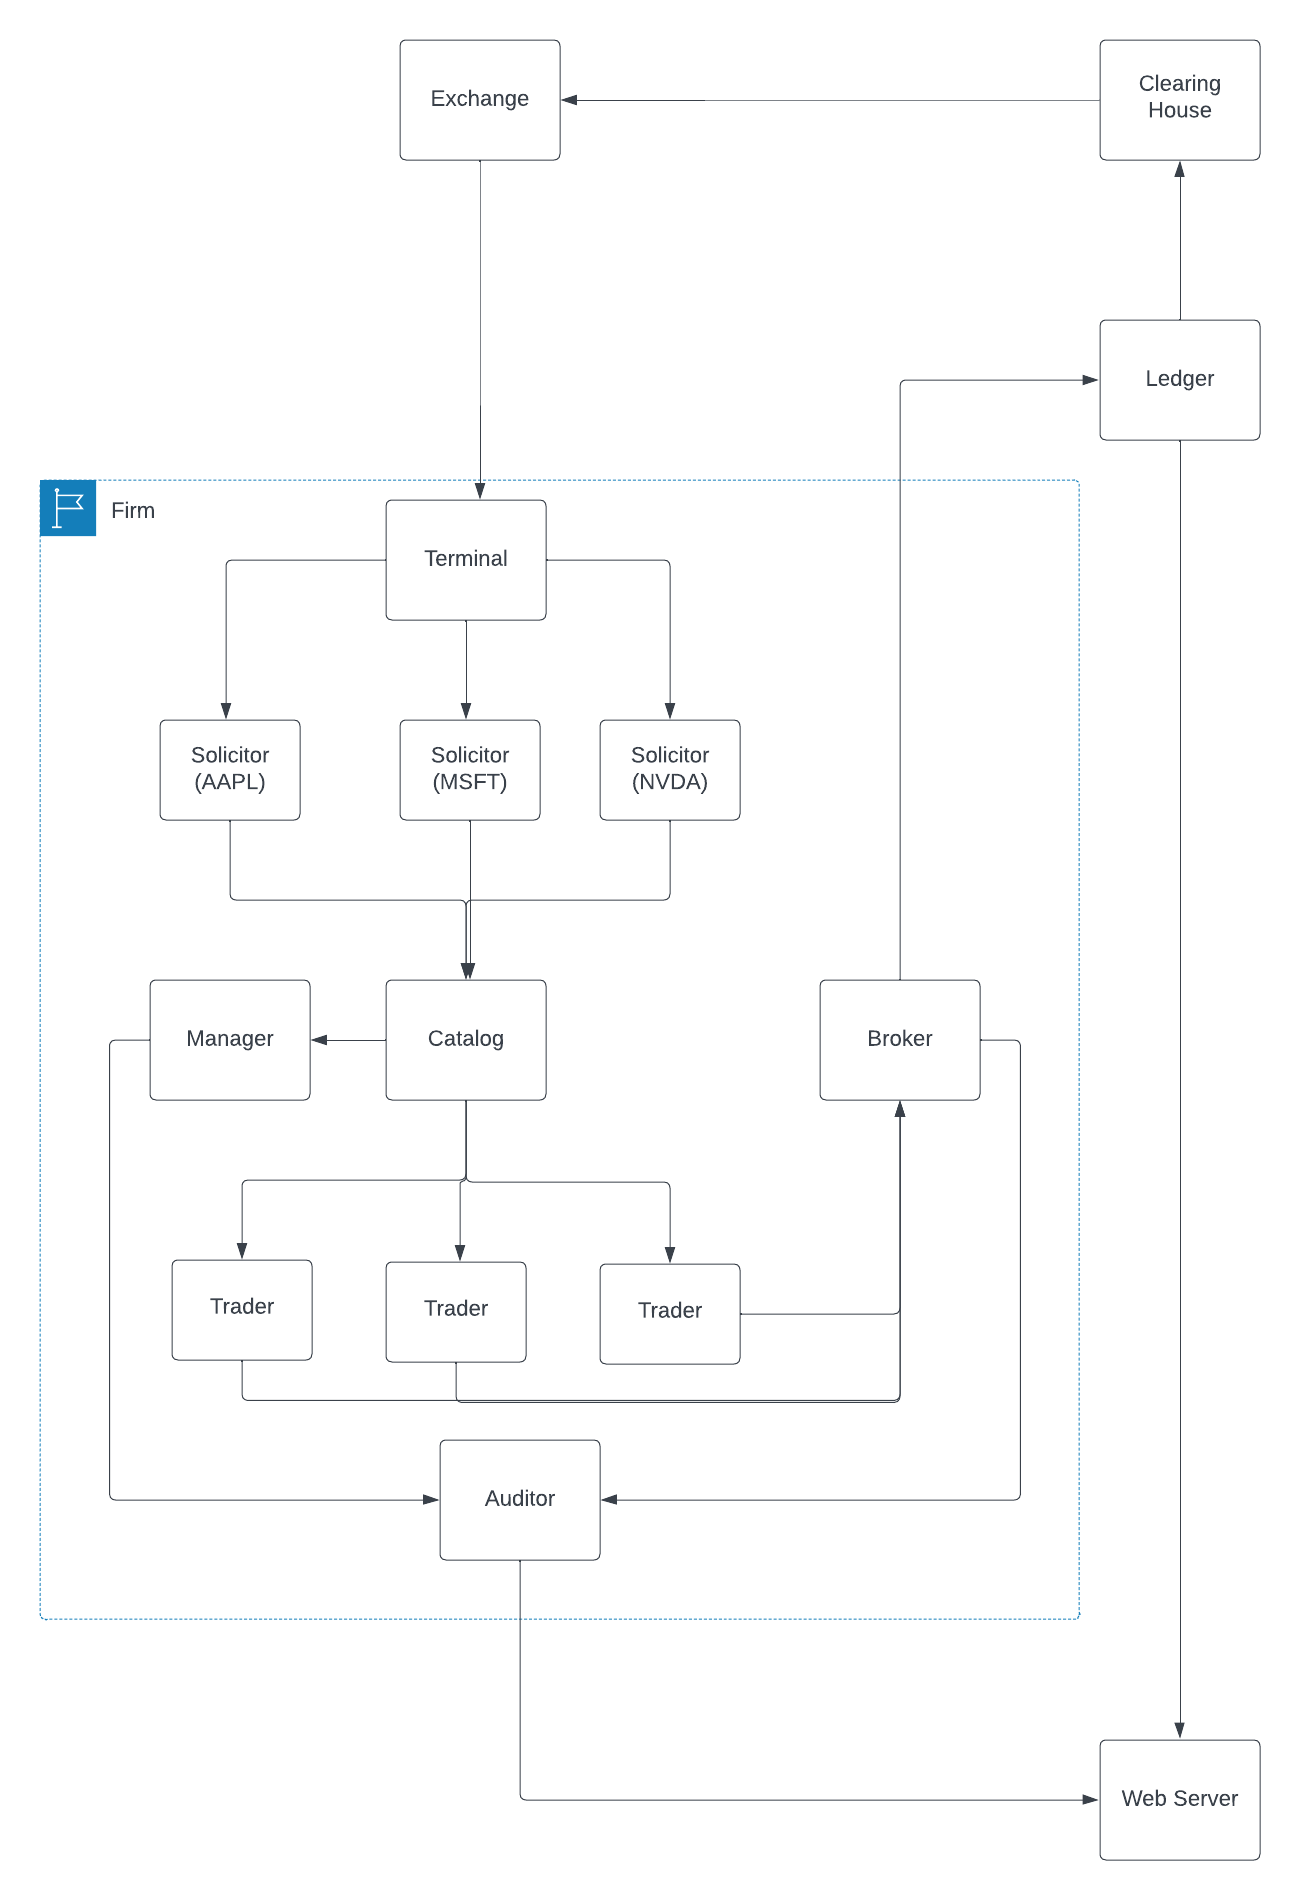 Exchange
Clearing
House
Ledger
Firm
Terminal
Solicitor
(AAPL)
Solicitor
(MSFT)
Solicitor
(NVDA)
Manager
Catalog
Broker
Trader
Trader
Trader
Auditor
Web Server